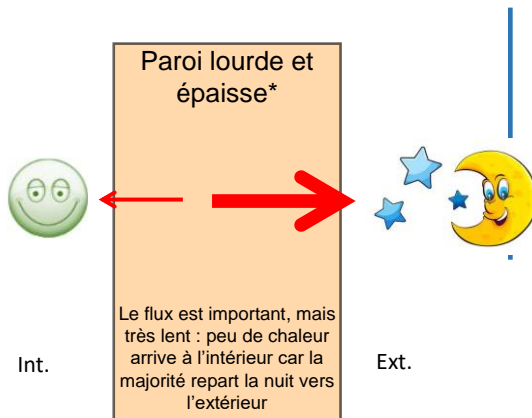 Paroi lourde et
épaisse*
Le flux est important, mais
très lent : peu de chaleur
arrive à l’intérieur car la
majorité repart la nuit vers
l’extérieur
Int.
Ext.